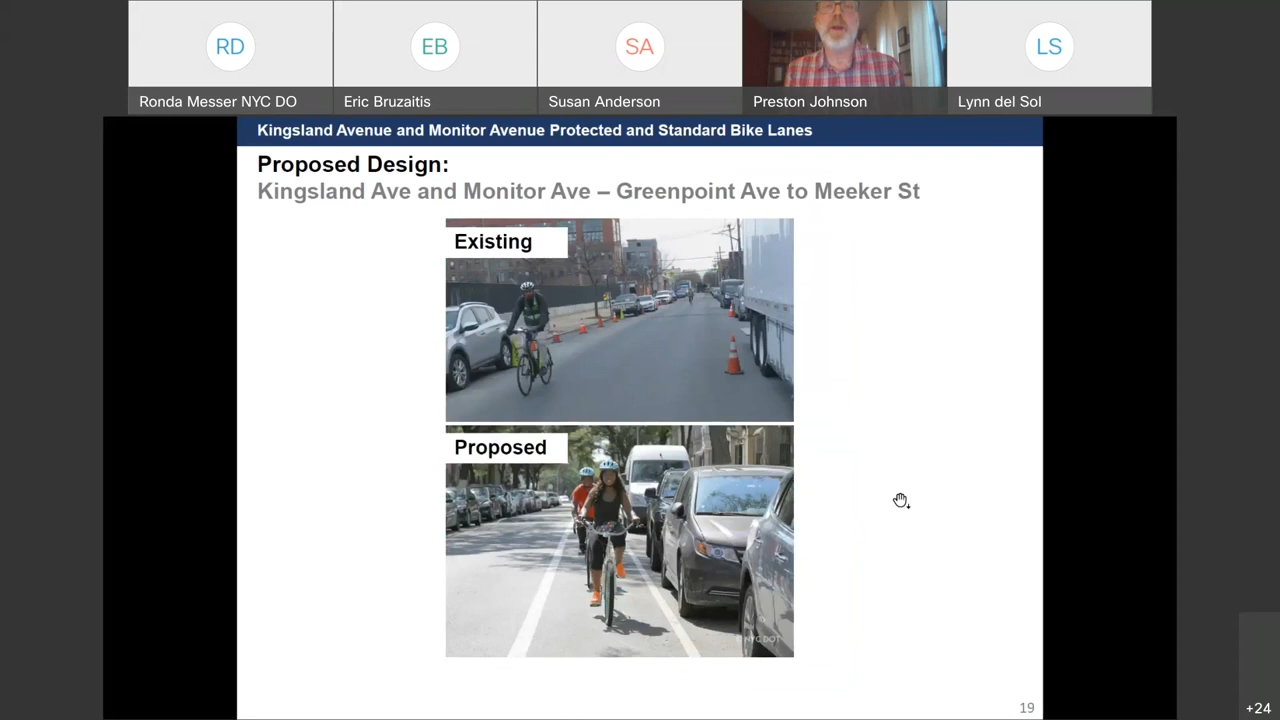 RD
EB
SA
LS
Ronda Messer NYC DO
Eric Bruzaitis
Susan Anderson
Preston Johnson
Lynn del Sol
Kingsland Avenue and Monitor Avenue Protected and Standard Bike Lanes
Proposed Design:
Kingsland Ave and Monitor Ave – Greenpoint Ave to Meeker St
Existing
Proposed
NYC DOT
19
+24